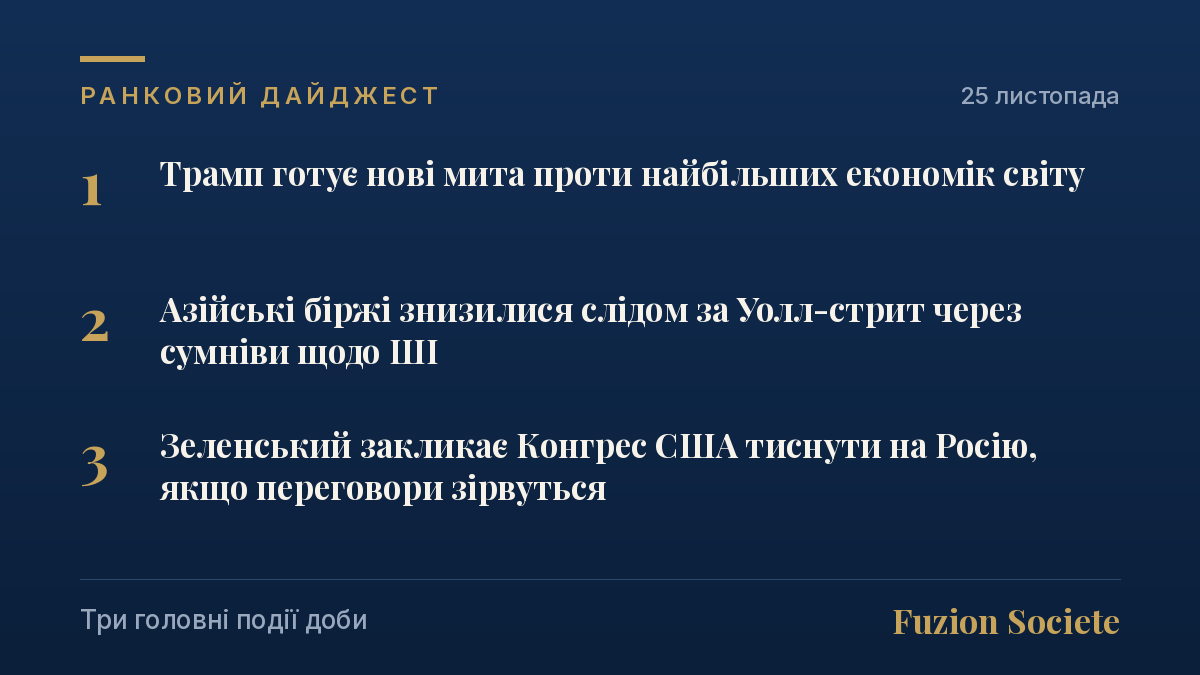 РАНКОВИЙ ДАЙДЖЕСТ
25 листопада
1
Трамп готує нові мита проти найбільших економік світу
2
Азійські біржі знизилися слідом за Уолл-стрит через
сумніви щодо ШІ
3
Зеленський закликає Конгрес США тиснути на Росію,
якщо переговори зірвуться
Три головні події доби
Fuzion Societe